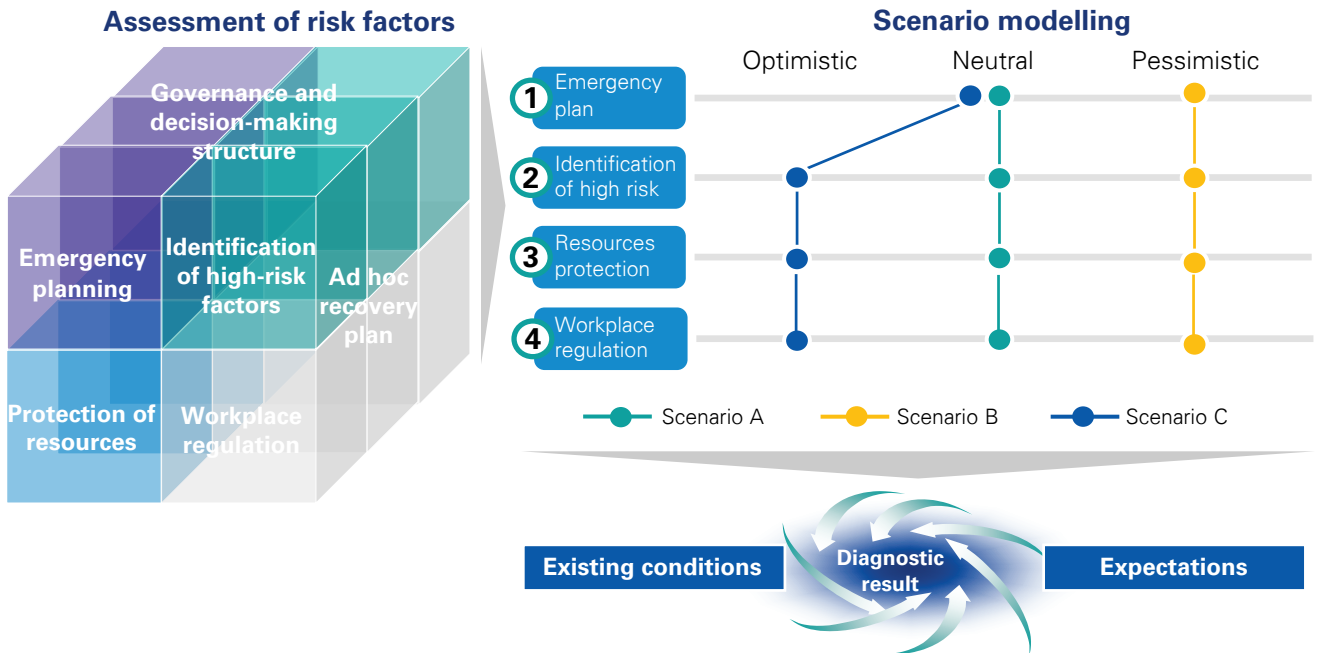 Assessment of risk factors
Governance and
decision-making
structure
Emergency
planning
Identification
of high-risk
factors
Ad hoc
recovery
plan
Protection of
resources
Workplace
regulation
Scenario modelling
Optimistic
Neutral
Pessimistic
1
Emergency
plan
2
Identification
of high risk
3
Resources
protection
4
Workplace
regulation
Scenario A
Scenario B
Scenario C
Existing conditions
Diagnostic
result
Expectations